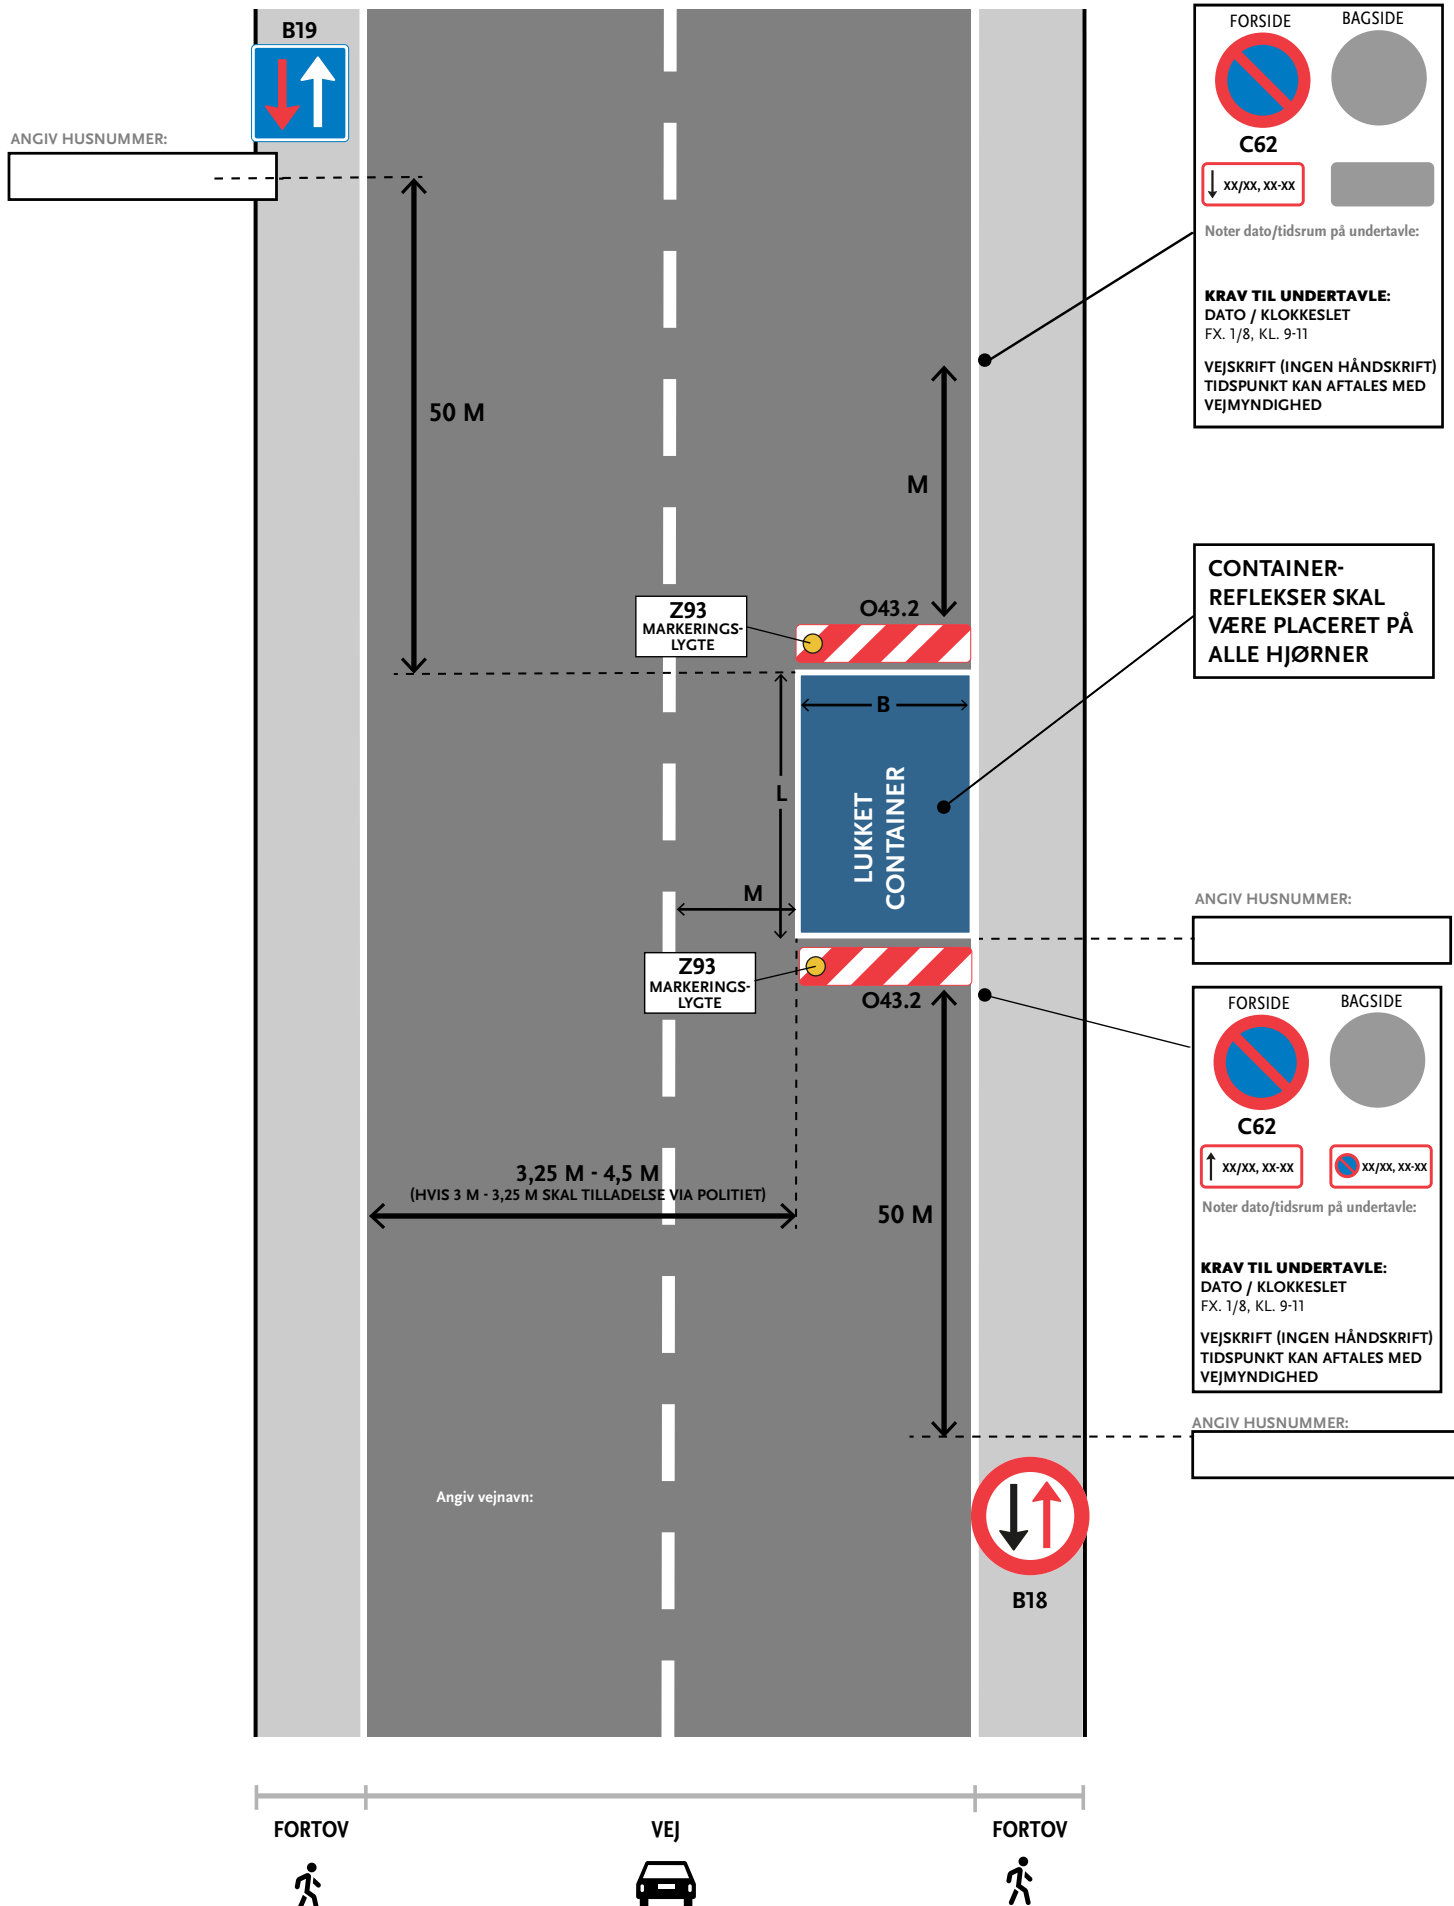 B19
ANGIV HUSNUMMER:
FORSIDE
BAGSIDE
C62
xx/xx, xx-xx
Noter dato/tidsrum på undertavle:
KRAV TIL UNDERTAVLE:
DATO / KLOKKESLET
FX. 1/8, KL. 9-11
VEJSKRIFT (INGEN HÅNDSKRIFT)
TIDSPUNKT KAN AFTALES MED
VEJMYNDIGHED
50 M
M
O43.2
Z93
MARKERINGS-
LYGTE
CONTAINER-
REFLEKSER SKAL
VÆRE PLACERET PÅ
ALLE HJØRNER
B
L
LUKKET
CONTAINER
M
ANGIV HUSNUMMER:
Z93
MARKERINGS-
LYGTE
O43.2
FORSIDE
BAGSIDE
C62
xx/xx, xx-xx
xx/xx, xx-xx
Noter dato/tidsrum på undertavle:
KRAV TIL UNDERTAVLE:
DATO / KLOKKESLET
FX. 1/8, KL. 9-11
VEJSKRIFT (INGEN HÅNDSKRIFT)
TIDSPUNKT KAN AFTALES MED
VEJMYNDIGHED
3,25 M - 4,5 M
(HVIS 3 M - 3,25 M SKAL TILLADELSE VIA POLITIET)
50 M
ANGIV HUSNUMMER:
Angiv vejnavn:
B18
FORTOV
VEJ
FORTOV